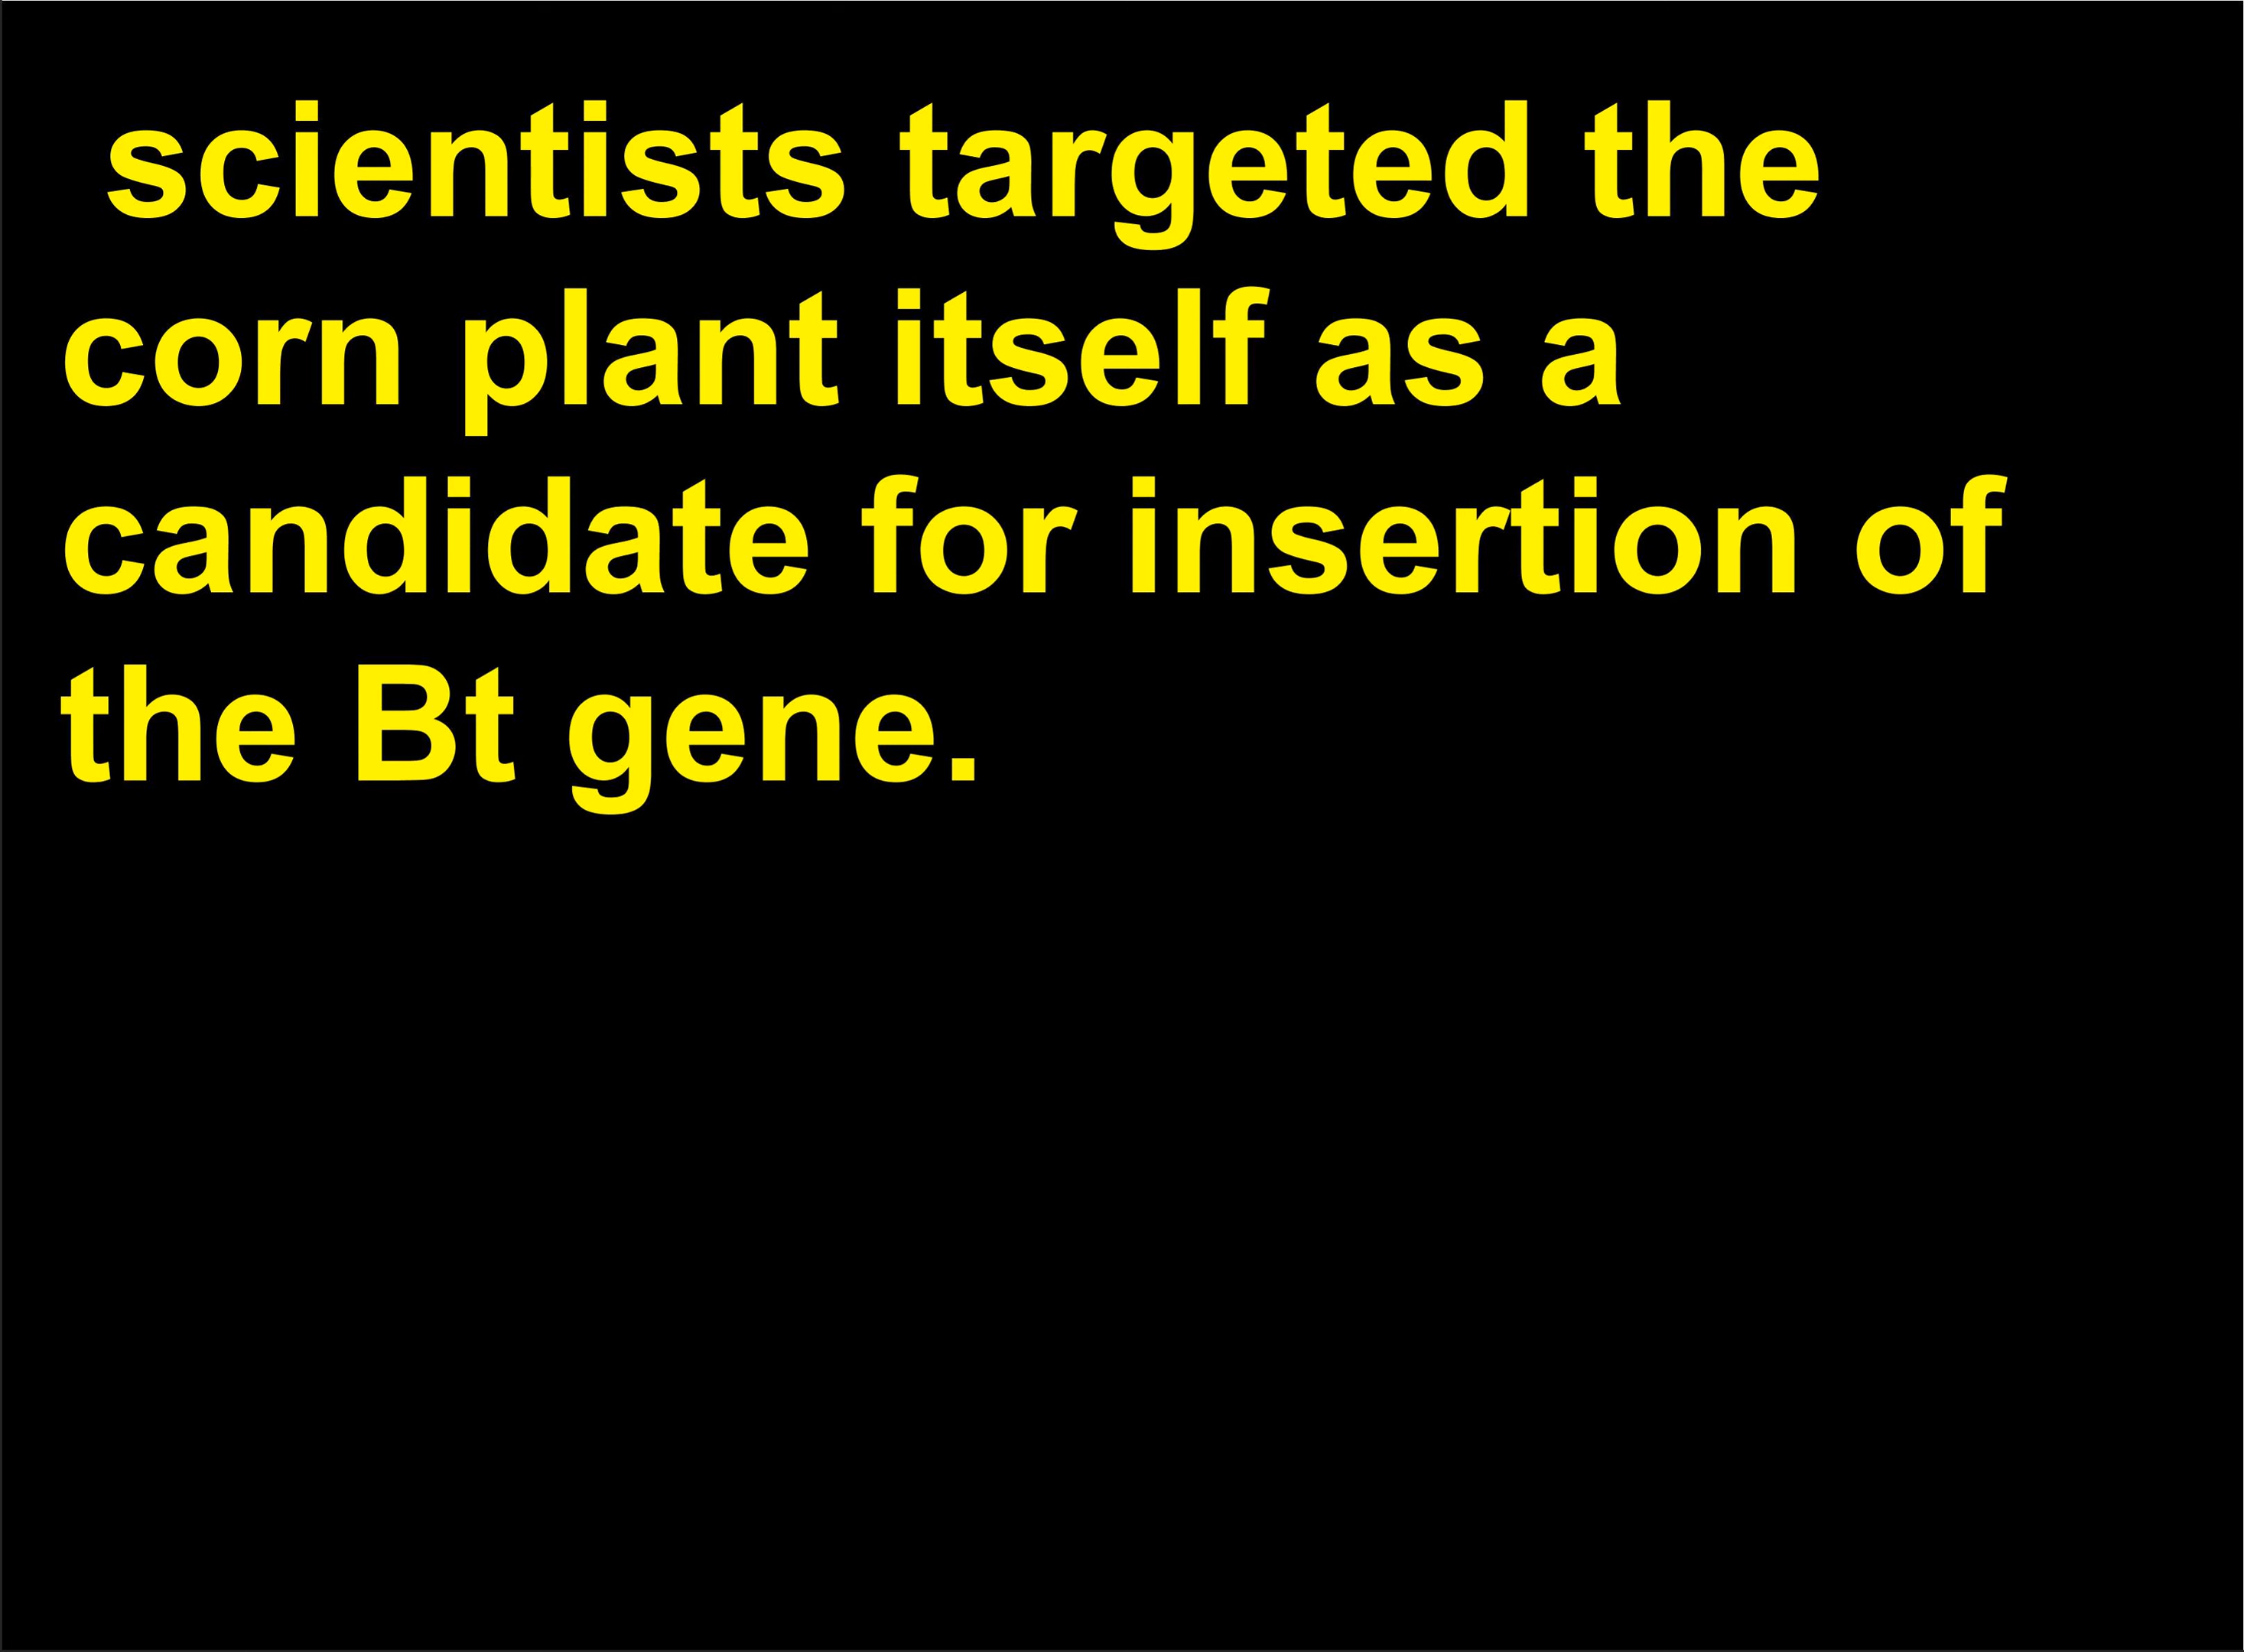 scientists targeted the
corn plant itself as a
candidate for insertion of
the Bt gene.